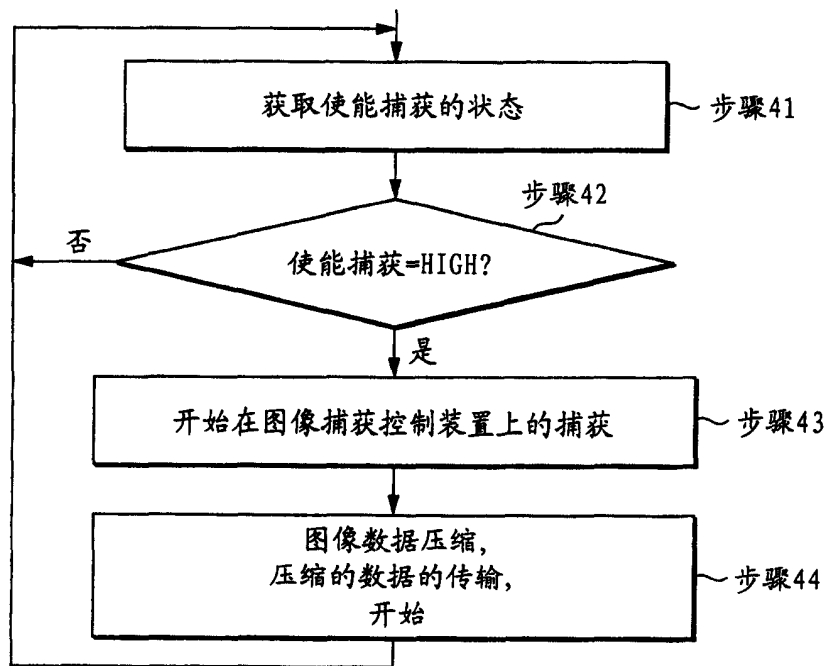 获取使能捕获的状态
步骤41
步骤42
否
使能捕获=HIGH?
是
开始在图像捕获控制装置上的捕获
步骤43
图像数据压缩,
压缩的数据的传输,
开始
步骤44